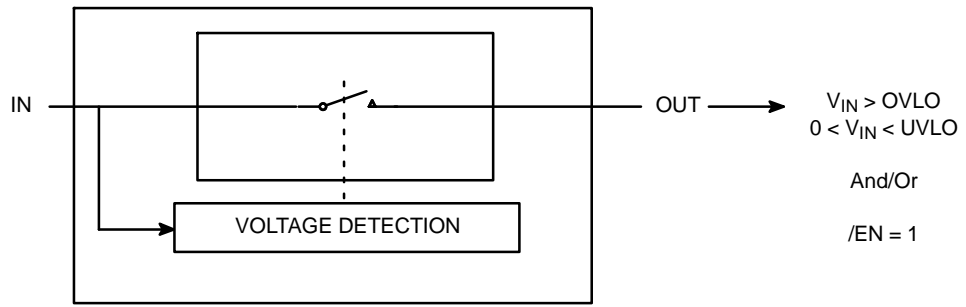 IN
OUT
V_IN > OVLO
0 < V_IN < UVLO
And/Or
VOLTAGE DETECTION
/EN = 1